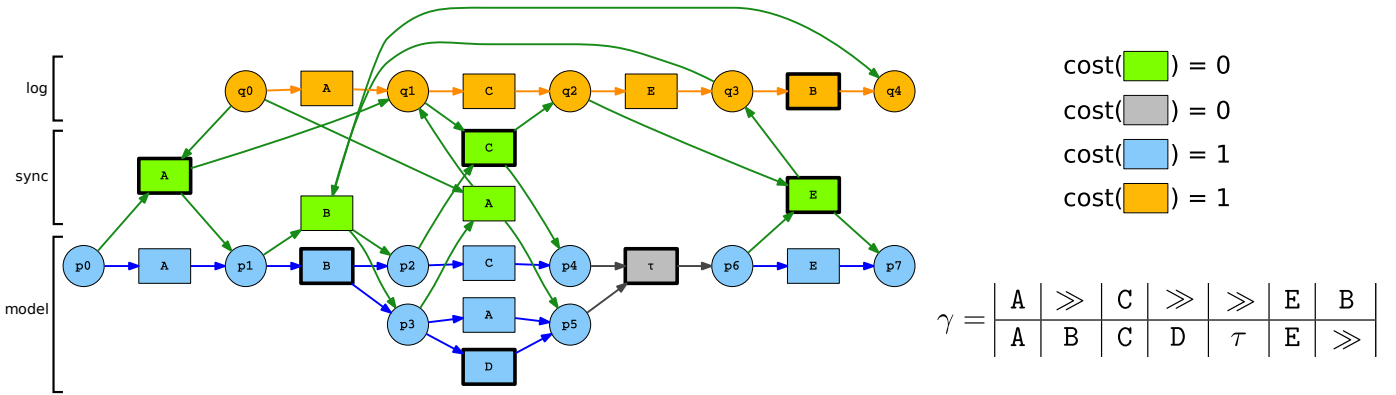 log
q0 A q1 C q2 E q3 B q4
sync
A
C
B
A
E
model
p0 A p1 B p2 C p4 τ p6 E p7
p3 A p5
D
cost( ) = 0
cost( ) = 0
cost( ) = 1
cost( ) = 1
γ = A ≫ C ≫ ≫ E B
A B C D τ E ≫